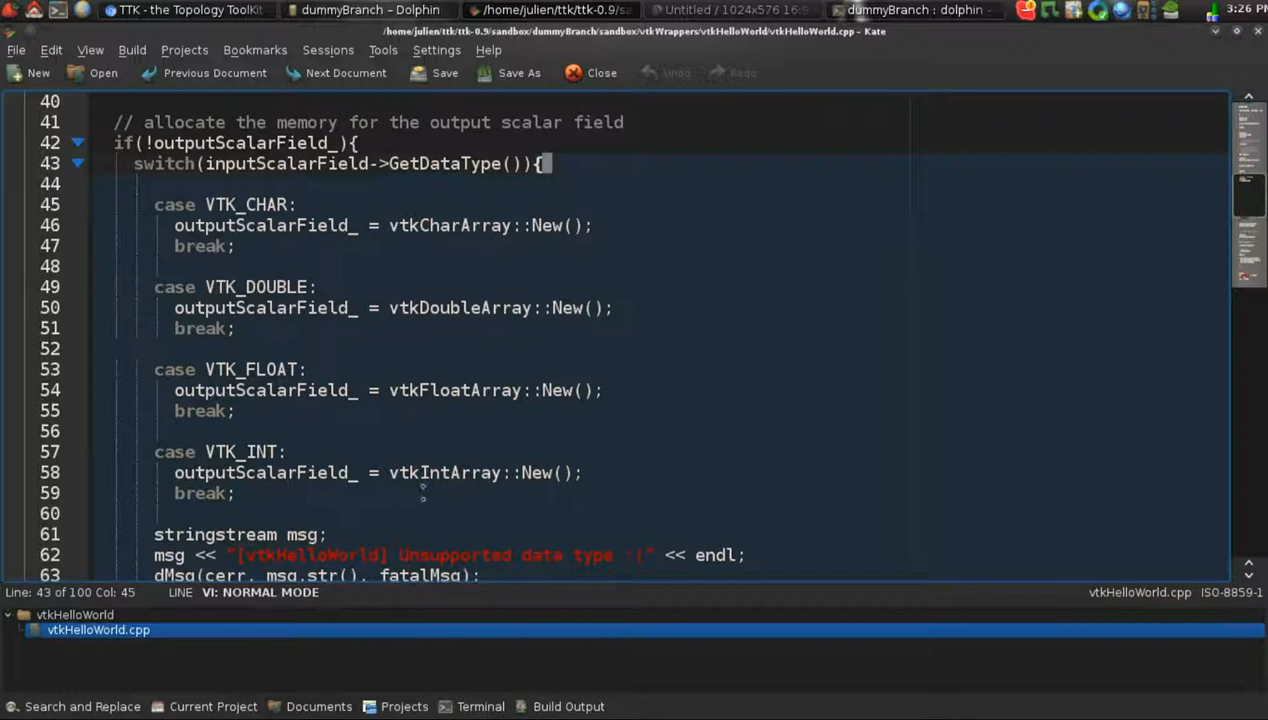 TTK - the Topology ToolKit dummyBranch – Dolphin /home/julien/ttk/ttk-0.9/sa Untitled / 1024x576 16:9 dummyBranch : dolphin 3:26 PM
/home/julien/ttk/ttk-0.9/sandbox/dummyBranch/sandbox/vtkWrappers/vtkHelloWorld/vtkHelloWorld.cpp – Kate
File Edit View Build Projects Bookmarks Sessions Tools Settings Help
New Open Previous Document Next Document Save Save As Close Undo Redo
40
41 // allocate the memory for the output scalar field
42 if(!outputScalarField_){
43 switch(inputScalarField->GetDataType()){
44
45 case VTK_CHAR:
46 outputScalarField_ = vtkCharArray::New();
47 break;
48
49 case VTK_DOUBLE:
50 outputScalarField_ = vtkDoubleArray::New();
51 break;
52
53 case VTK_FLOAT:
54 outputScalarField_ = vtkFloatArray::New();
55 break;
56
57 case VTK_INT:
58 outputScalarField_ = vtkIntArray::New();
59 break;
60
61 stringstream msg;
62 msg << "[vtkHelloWorld] Unsupported data type :(" << endl;
63 dMsg(cerr, msg.str(), fatalMsg);
Line: 43 of 100 Col: 45 LINE VI: NORMAL MODE vtkHelloWorld.cpp ISO-8859-1
vtkHelloWorld
vtkHelloWorld.cpp
Search and Replace Current Project Documents Projects Terminal Build Output